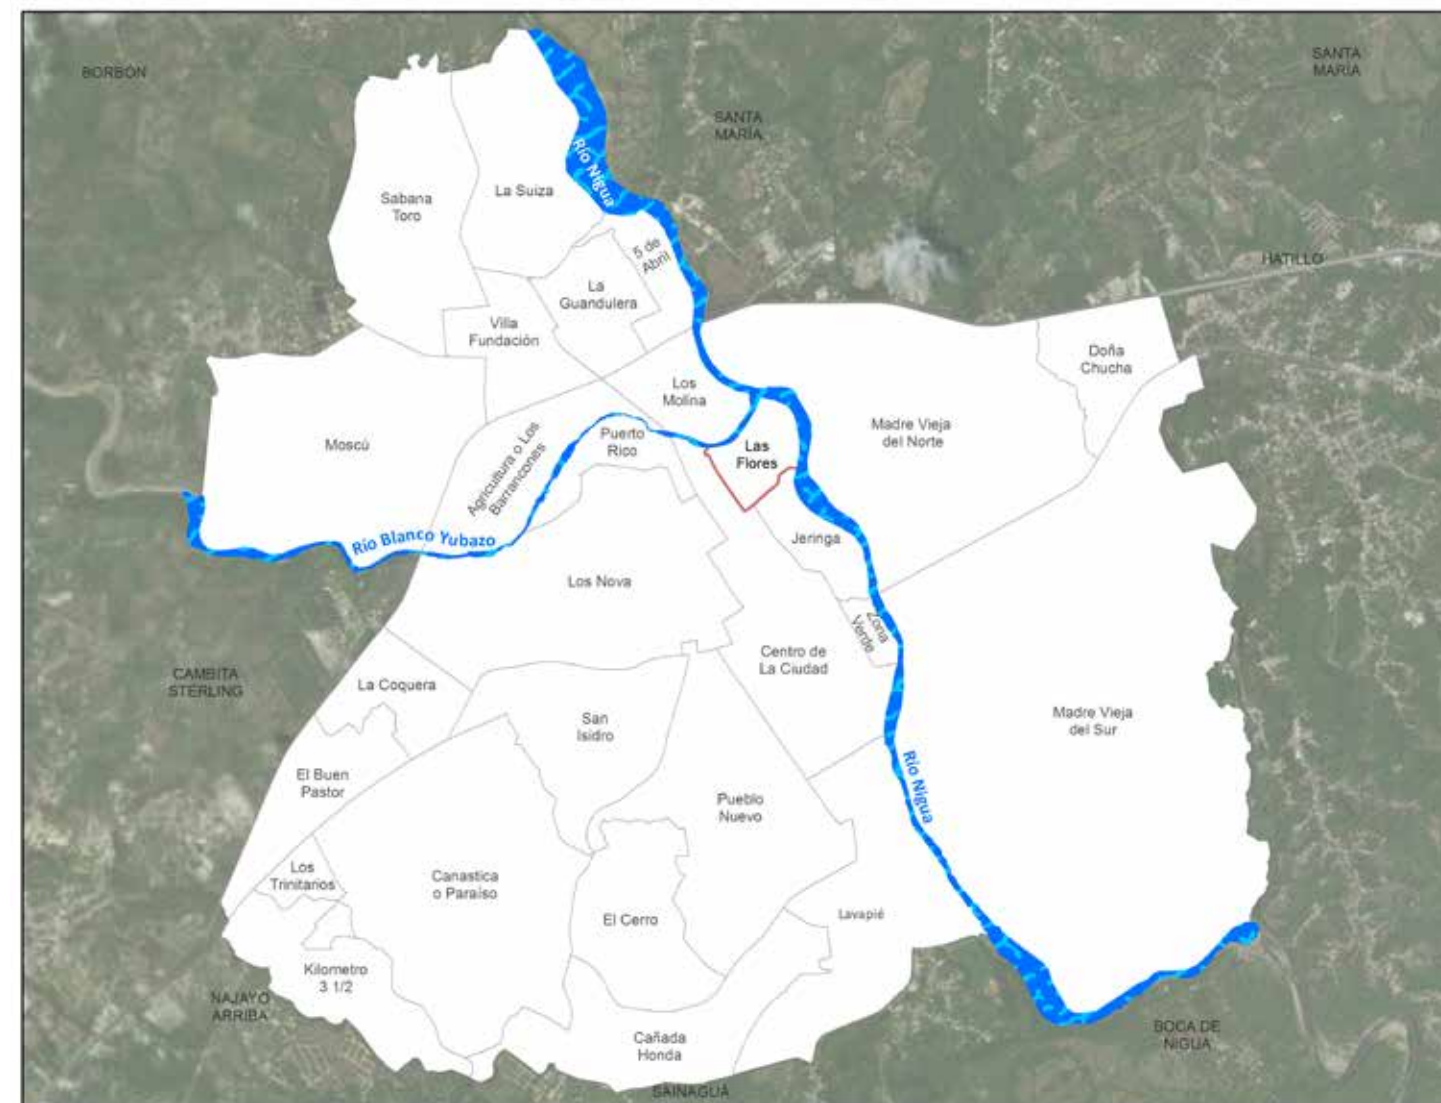 BORBÓN
SANTA
MARÍA
SANTA
MARÍA
Río Nigua
Sabana
Toro
La Suiza
5 de
Abril
HATILLO
La
Guandulera
Villa
Fundación
Doña
Chucha
Los
Molina
Madre Vieja
del Norte
Moscú
Agricultura o Los
Barrancones
Puerto
Rico
Las
Flores
Río Blanco Yubazo
Jeringa
Los Nova
Zona
Verde
Centro de
La Ciudad
CAMBITA
STERLING
La Coquera
San
Isidro
Madre Vieja
del Sur
El Buen
Pastor
Pueblo
Nuevo
Río Nigua
Los
Trinitarios
Canastica
o Paraíso
El Cerro
Lavapié
Kilometro
3 1/2
NAJAYO
ARRIBA
Cañada
Honda
BOCA DE
NIGUA
SAINAGUÁ